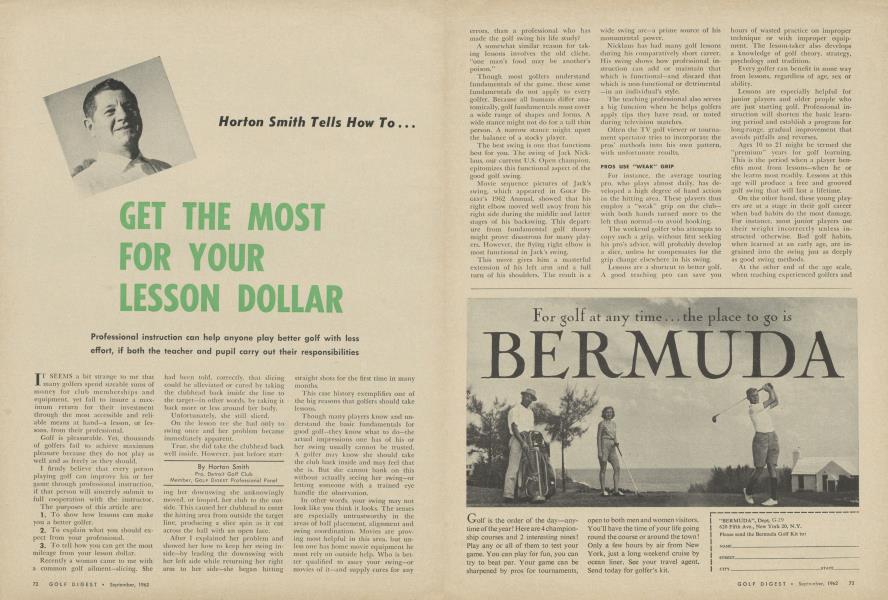 Horton Smith Tells How To . . .
GET THE MOST
FOR YOUR
LESSON DOLLAR
Professional instruction can help anyone play better golf with less
effort, if both the teacher and pupil carry out their responsibilities
IT SEEMS a bit strange to me that
many golfers spend sizable sums of
money for club memberships and
equipment, yet fail to insure a maxi-
mum return for their investment
through the most accessible and reli-
able means at hand—a lesson, or les-
sons, from their professional.
Golf is pleasurable. Yet, thousands
of golfers fail to achieve maximum
pleasure because they do not play as
well and as freely as they should.
I firmly believe that every person
playing golf can improve his or her
game through professional instruction,
if that person will sincerely submit to
full cooperation with the instructor.
The purposes of this article are:
1. To show how lessons can make
you a better golfer.
2. To explain what you should ex-
pect from your professional.
3. To tell how you can get the most
mileage from your lesson dollar.
Recently a woman came to me with
a common golf ailment—slicing. She
had been told, correctly, that slicing
could be alleviated or cured by taking
the clubhead back inside the line to
the target—in other words, by taking it
back more or less around her body.
Unfortunately, she still sliced.
On the lesson tee she had only to
swing once and her problem became
immediately apparent.
True, she did take the clubhead back
well inside. However, just before start-
By Horton Smith
Pro, Detroit Golf Club
Member, GOLF DIGEST Professional Panel
ing her downswing she unknowingly
moved, or looped, her club to the out-
side. This caused her clubhead to enter
the hitting area from outside the target
line, producing a slice spin as it cut
across the ball with an open face.
After I explained her problem and
showed her how to keep her swing in-
side—by leading the downswing with
her left side while returning her right
arm to her side—she began hitting
straight shots for the first time in many
months.
This case history exemplifies one of
the big reasons that golfers should take
lessons.
Though many players know and un-
derstand the basic fundamentals for
good golf—they know what to do—the
actual impressions one has of his or
her swing usually cannot be trusted.
A golfer may know she should take
the club back inside and may feel that
she is. But she cannot bank on this
without actually seeing her swing—or
letting someone with a trained eye
handle the observation.
In other words, your swing may not
look like you think it looks. The senses
are especially untrustworthy in the
areas of ball placement, alignment and
swing coordination. Movies are prov-
ing most helpful in this area, but un-
less one has home movie equipment he
must rely on outside help. Who is bet-
ter qualified to assay your swing—or
movies of it—and supply cures for any
72 GOLF DIGEST • September, 1962
errors, than a professional who has
made the golf swing his life study?
A somewhat similar reason for tak-
ing lessons involves the old cliche,
"one man's food may be another's
poison."
Though most golfers understand
fundamentals of the game, these same
fundamentals do not apply to every
golfer. Because all humans differ ana-
tomically, golf fundamentals must cover
a wide range of shapes and forms. A
wide stance might not do for a tall thin
person. A narrow stance might upset
the balance of a stocky player.
The best swing is one that functions
best for you. The swing of Jack Nick-
laus, our current U.S. Open champion,
epitomizes this functional aspect of the
good golf swing.
Movie sequence pictures of Jack's
swing, which appeared in GOLF DI-
GEST's 1962 Annual, showed that his
right elbow moved well away from his
right side during the middle and latter
stages of his backswing. This depart-
ure from fundamental golf theory
might prove disastrous for many play-
ers. However, the flying right elbow is
most functional in Jack's swing.
This move gives him a masterful
extension of his left arm and a full
turn of his shoulders. The result is a
wide swing arc—a prime source of his
monumental power.
Nicklaus has had many golf lessons
during his comparatively short career.
His swing shows how professional in-
struction can add or maintain that
which is functional—and discard that
which is non-functional or detrimental
—in an individual's style.
The teaching professional also serves
a big function when he helps golfers
apply tips they have read, or noted
during television matches.
Often the TV golf viewer or tourna-
ment spectator tries to incorporate the
pros' methods into his own pattern,
with unfortunate results.
PROS USE "WEAK" GRIP
For instance, the average touring
pro, who plays almost daily, has de-
veloped a high degree of hand action
in the hitting area. These players thus
employ a "weak" grip on the club—
with both hands turned more to the
left than normal—to avoid hooking.
The weekend golfer who attempts to
copy such a grip, without first seeking
his pro's advice, will probably develop
a slice, unless he compensates for the
grip change elsewhere in his swing.
Lessons are a shortcut to better golf.
A good teaching pro can save you
hours of wasted practice on improper
technique or with improper equip-
ment. The lesson-taker also develops
a knowledge of golf theory, strategy,
psychology and tradition.
Every golfer can benefit in some way
from lessons, regardless of age, sex or
ability.
Lessons are especially helpful for
junior players and older people who
are just starting golf. Professional in-
struction will shorten the basic learn-
ing period and establish a program for
long-range, gradual improvement that
avoids pitfalls and reverses.
Ages 10 to 21 might be termed the
"premium" years for golf learning.
This is the period when a player ben-
efits most from lessons—when he or
she learns most readily. Lessons at this
age will produce a free and grooved
golf swing that will last a lifetime.
On the other hand, these young play-
ers are at a stage in their golf career
when bad habits do the most damage.
For instance, most junior players use
their weight incorrectly unless in-
structed otherwise. Bad golf habits,
when learned at an early age, are in-
grained into the swing just as deeply
as good swing methods.
At the other end of the age scale,
when teaching experienced golfers and
For golf at any time . . . the place to go is
BERMUDA
Golf is the order of the day—any-
time of the year! Here are 4 champion-
ship courses and 2 interesting nines!
Play any or all of them to test your
game. You can play for fun, you can
try to beat par. Your game can be
sharpened by pros for tournaments,
open to both men and women visitors.
You'll have the time of your life going
round the course or around the town!
Only a few hours by air from New
York, just a long weekend cruise by
ocean liner. See your travel agent.
Send today for golfer's kit.
"BERMUDA", Dept. G-29
620 Fifth Ave., New York 20, N.Y.
Please send the Bermuda Golf Kit to:
NAME
STREET
CITY STATE
GOLF DIGEST • September, 1962 73